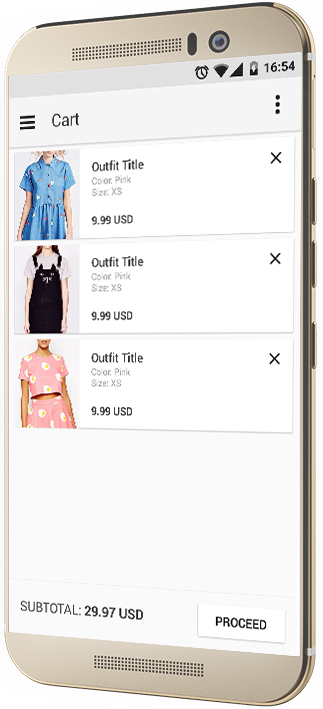 16:54
Cart
Outfit Title
Color: Pink
Size: XS
9.99 USD
Outfit Title
Color: Pink
Size: XS
9.99 USD
Outfit Title
Color: Pink
Size: XS
9.99 USD
SUBTOTAL: 29.97 USD
PROCEED